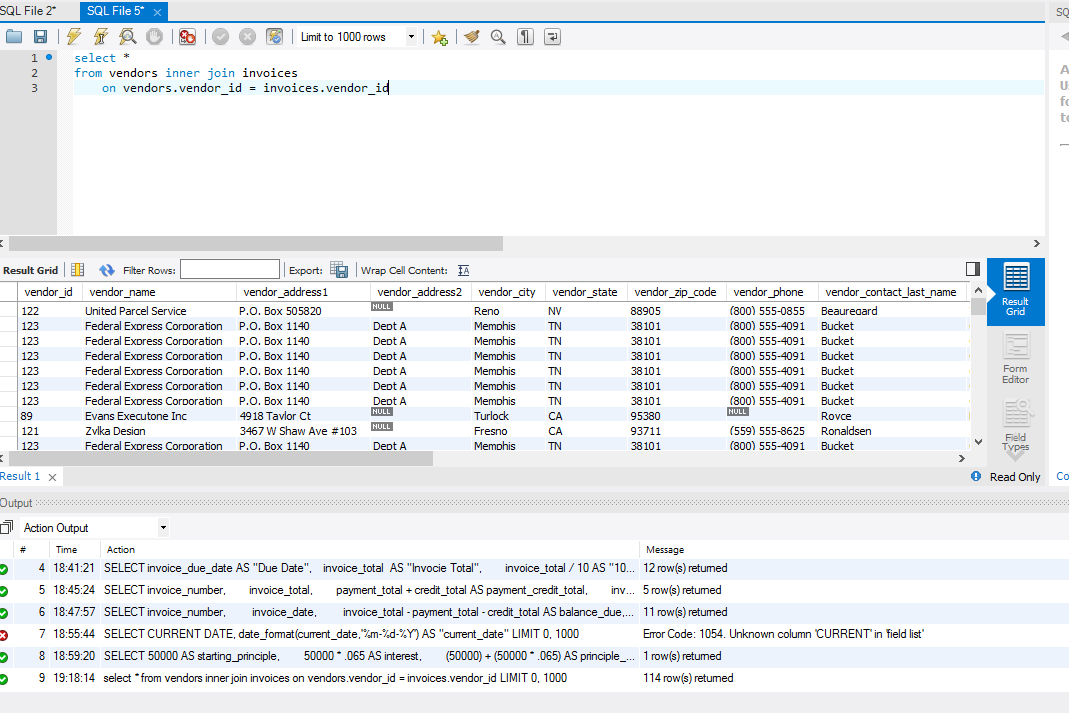 SQL File 2*
SQL File 5*
SQL
Limit to 1000 rows
1 select *
2 from vendors inner join invoices
3 on vendors.vendor_id = invoices.vendor_id
Result Grid Filter Rows: Export: Wrap Cell Content:
vendor_id vendor_name vendor_address1 vendor_address2 vendor_city vendor_state vendor_zip_code vendor_phone vendor_contact_last_name
122 United Parcel Service P.O. Box 505820 NULL Reno NV 88905 (800) 555-0855 Beauregard
123 Federal Express Corporation P.O. Box 1140 Dept A Memphis TN 38101 (800) 555-4091 Bucket
123 Federal Express Corporation P.O. Box 1140 Dept A Memphis TN 38101 (800) 555-4091 Bucket
123 Federal Express Corporation P.O. Box 1140 Dept A Memphis TN 38101 (800) 555-4091 Bucket
123 Federal Express Corporation P.O. Box 1140 Dept A Memphis TN 38101 (800) 555-4091 Bucket
123 Federal Express Corporation P.O. Box 1140 Dept A Memphis TN 38101 (800) 555-4091 Bucket
123 Federal Express Corporation P.O. Box 1140 Dept A Memphis TN 38101 (800) 555-4091 Bucket
89 Evans Executone Inc 4918 Taylor Ct NULL Turlock CA 95380 NULL Royce
121 Zylka Design 3467 W Shaw Ave #103 NULL Fresno CA 93711 (559) 555-8625 Ronaldsen
123 Federal Express Corporation P.O. Box 1140 Dept A Memphis TN 38101 (800) 555-4091 Bucket
Result
Grid
Form
Editor
Field
Types
Result 1
Read Only
Co
Output
Action Output
# Time Action Message
4 18:41:21 SELECT invoice_due_date AS "Due Date", invoice_total AS "Invocie Total", invoice_total / 10 AS "10... 12 row(s) returned
5 18:45:24 SELECT invoice_number, invoice_total, payment_total + credit_total AS payment_credit_total, inv... 5 row(s) returned
6 18:47:57 SELECT invoice_number, invoice_date, invoice_total - payment_total - credit_total AS balance_due,... 11 row(s) returned
7 18:55:44 SELECT CURRENT DATE, date_format(current_date,'%m-%d-%Y') AS "current_date" LIMIT 0, 1000 Error Code: 1054. Unknown column 'CURRENT' in 'field list'
8 18:59:20 SELECT 50000 AS starting_principle, 50000 * .065 AS interest, (50000) + (50000 * .065) AS principle_... 1 row(s) returned
9 19:18:14 select * from vendors inner join invoices on vendors.vendor_id = invoices.vendor_id LIMIT 0, 1000 114 row(s) returned